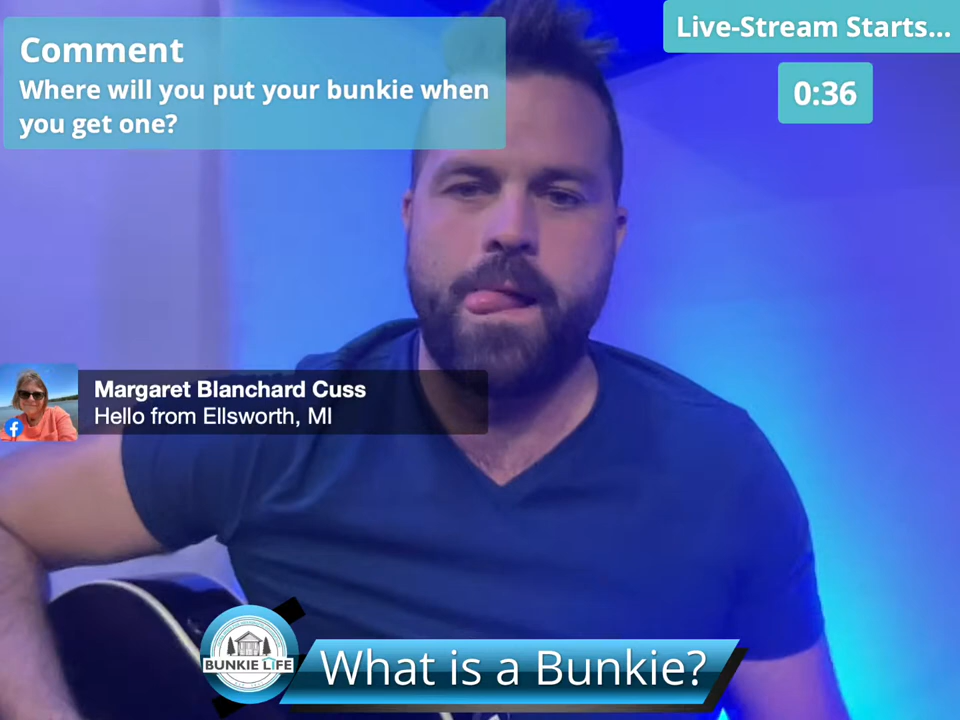 Comment
Where will you put your bunkie when
you get one?
Live-Stream Starts...
0:36
Margaret Blanchard Cuss
Hello from Ellsworth, MI
BUNKIE LIFE
What is a Bunkie?